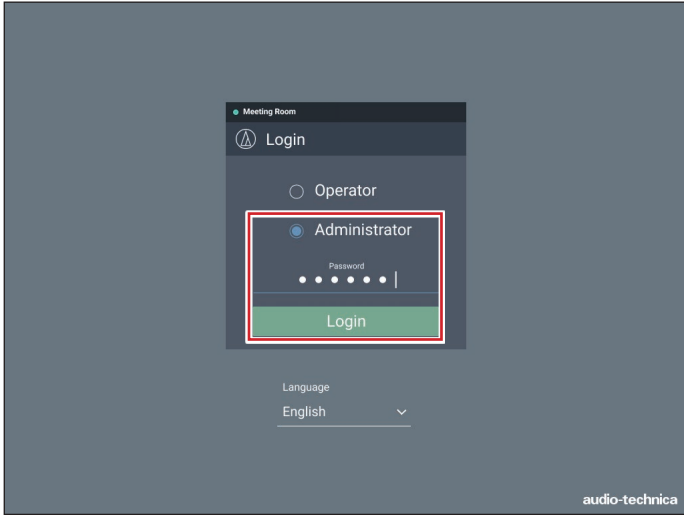 Meeting Room
Login
Operator
Administrator
Password
Login
Language
English
audio-technica